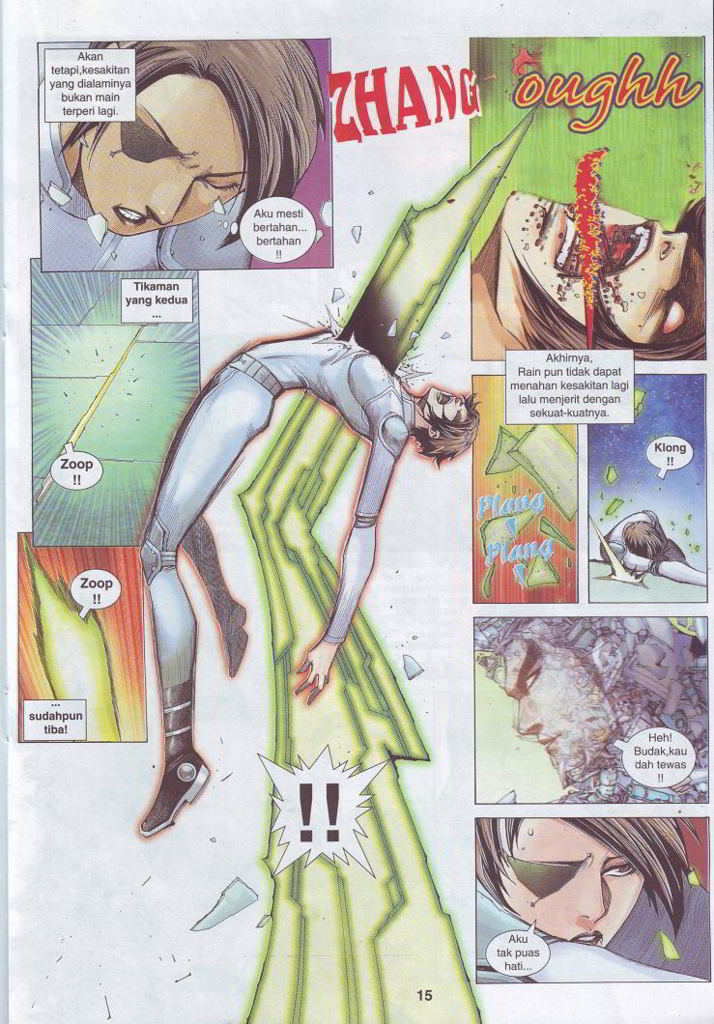 Akan
tetapi,kesakitan
yang dialaminya
bukan main
terperi lagi.
Aku mesti
bertahan...
bertahan
!!
ZHANG
oughh
Tikaman
yang kedua
...
Zoop
!!
Zoop
!!
...
sudahpun
tiba!
!!
Akhirnya,
Rain pun tidak dapat
menahan kesakitan lagi
lalu menjerit dengan
sekuat-kuatnya.
Plang
!
Plang
!
Klong
!!
Heh!
Budak,kau
dah tewas
!!
Aku
tak puas
hati...
15